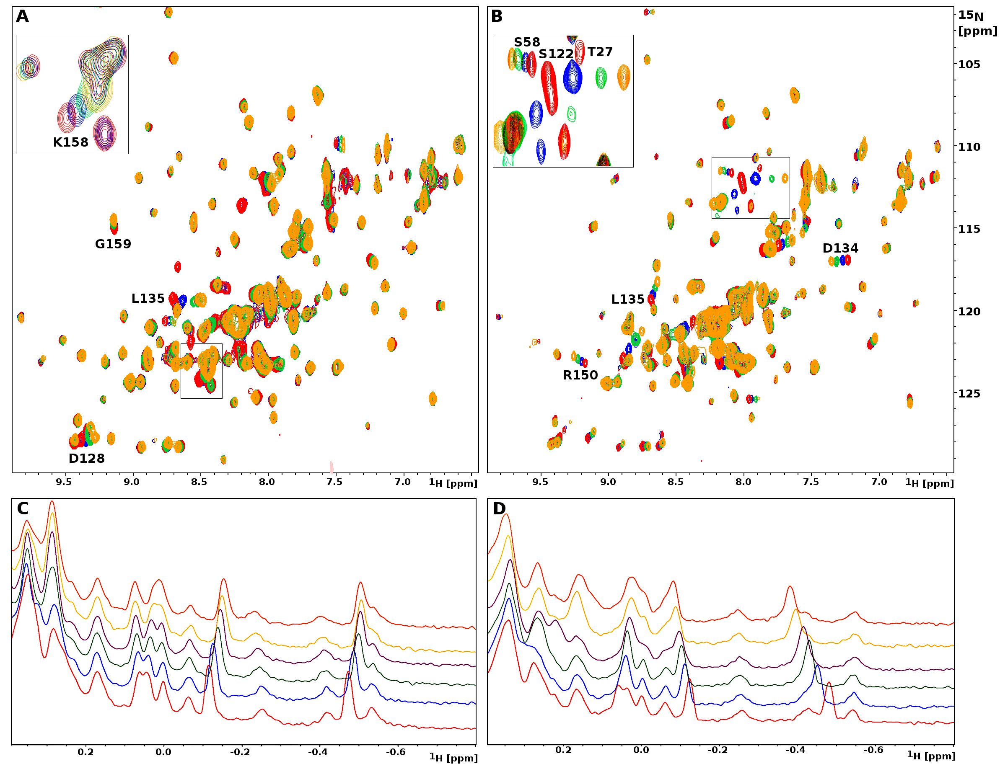 A
B
15N
[ppm]
S58
S122
T27
105
K158
110
115
G159
D134
L135
L135
120
R150
125
D128
9.5 9.0 8.5 8.0 7.5 7.0 1H [ppm]
9.5 9.0 8.5 8.0 7.5 7.0 1H [ppm]
C
D
0.2 0.0 -0.2 -0.4 -0.6 1H [ppm]
0.2 0.0 -0.2 -0.4 -0.6 1H [ppm]